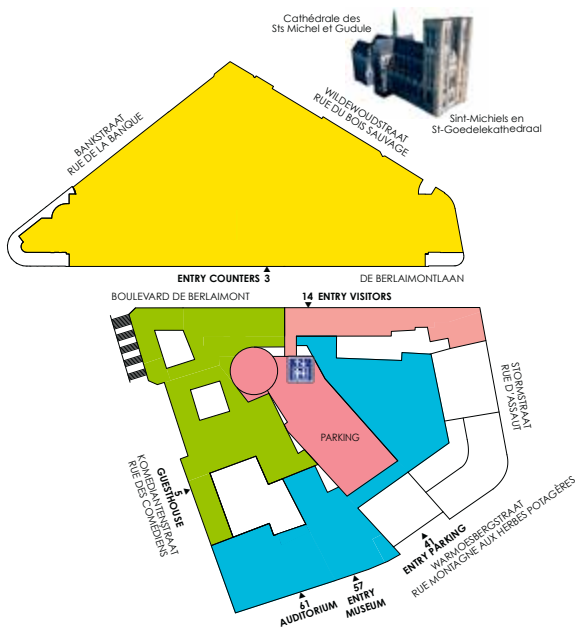 Cathédrale des
Sts Michel et Gudule
Sint-Michiels en
St-Goedelekathedraal
BANKSTRAAT
RUE DE LA BANQUE
WILDEWOUDSTRAAT
RUE DU BOIS SAUVAGE
ENTRY COUNTERS 3
DE BERLAIMONTLAAN
BOULEVARD DE BERLAIMONT
14 ENTRY VISITORS
STORMSTRAAT
RUE D'ASSAUT
PARKING
5
GUESTHOUSE
KOMEDIANTENSTRAAT
RUE DES COMÉDIENS
41
ENTRY PARKING
WARMOESBERGSTRAAT
RUE MONTAGNE AUX HERBES POTAGÈRES
57
ENTRY
MUSEUM
61
AUDITORIUM